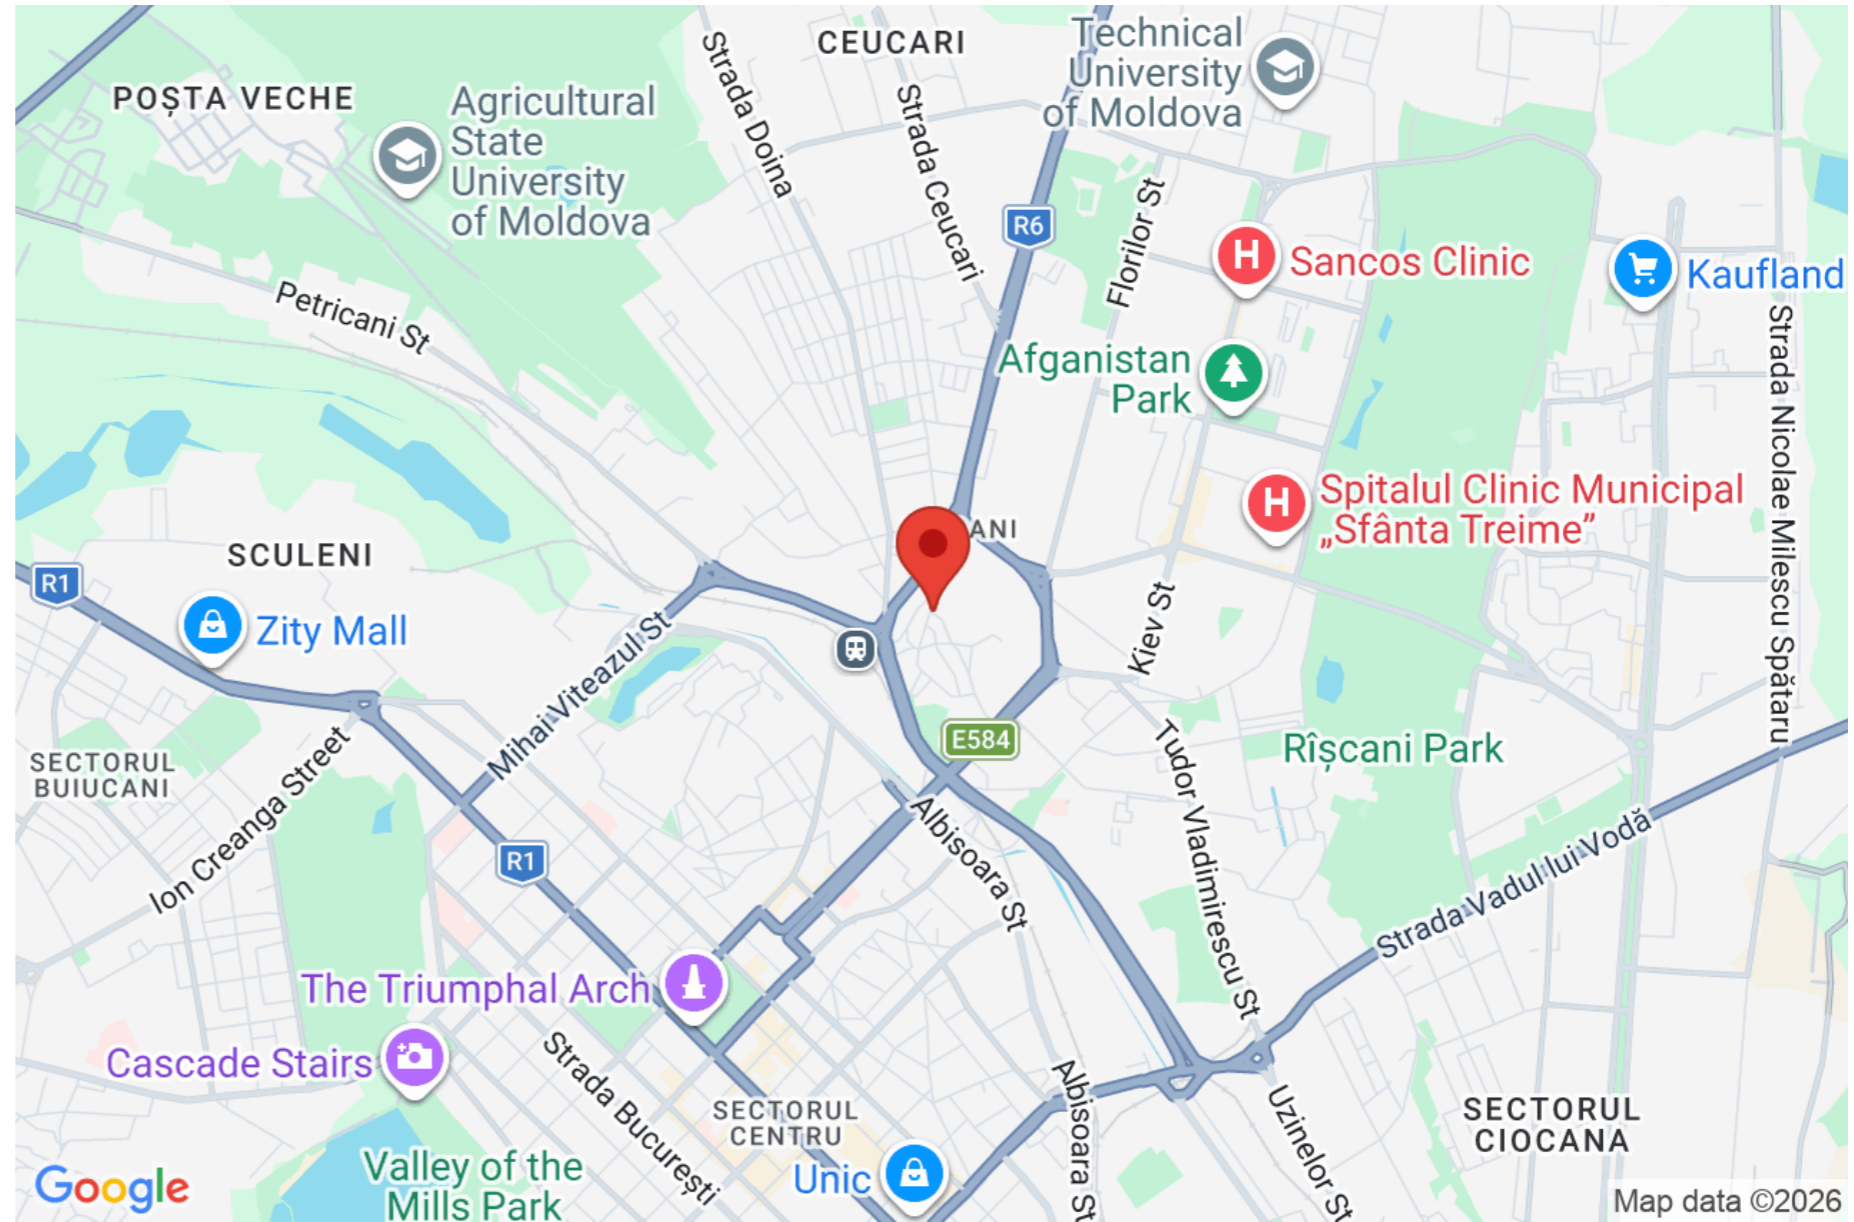 CEUCARI
Technical
University
of Moldova
POȘTA VECHE
Agricultural
State
University
of Moldova
Strada Doina
Strada Ceucari
Florilor St
R6
Sancos Clinic
Kaufland
Petricani St
Afganistan
Park
Strada Nicolae Milescu Spătaru
Spitalul Clinic Municipal
„Sfânta Treime”
ANI
SCULENI
R1
Zity Mall
Mihai Viteazul St
Kiev St
E584
Rîșcani Park
SECTORUL
BUIUCANI
Ion Creanga Street
Tudor Vladimirescu St
Albisoara St
R1
Strada Vadul lui Vodă
The Triumphal Arch
Cascade Stairs
Strada București
Albisoara St
Uzinelor St
SECTORUL
CENTRU
SECTORUL
CIOCANA
Valley of the
Mills Park
Unic
Google
Map data ©2026